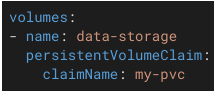 volumes:
- name: data-storage
  persistentVolumeClaim:
    claimName: my-pvc